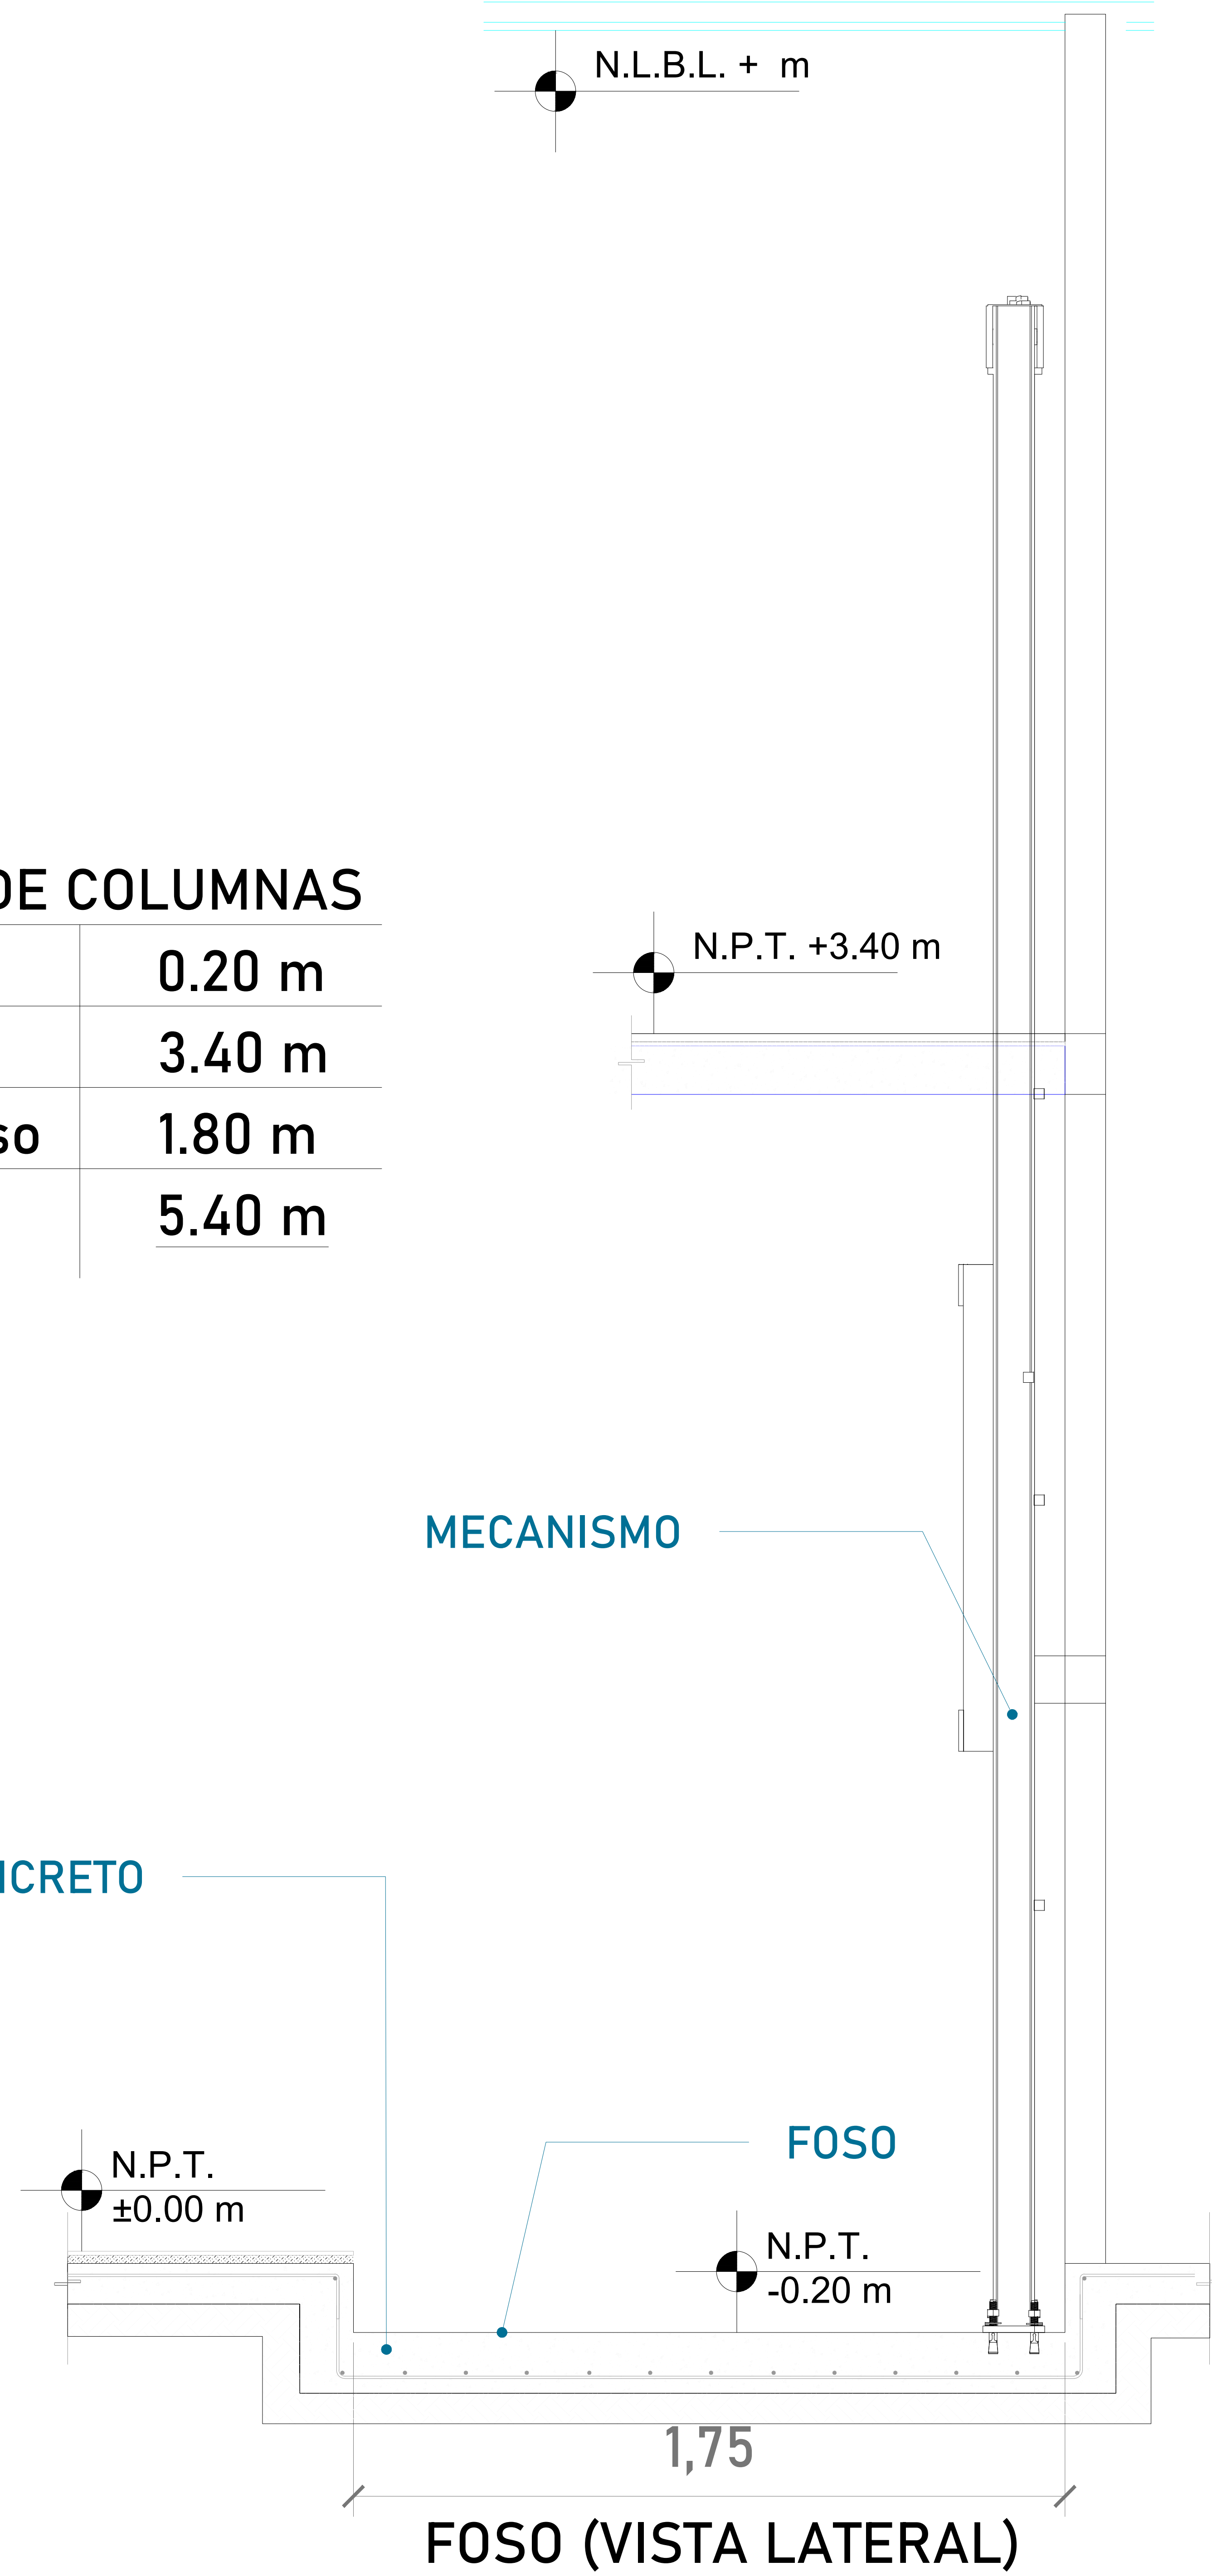 N.L.B.L. + m
DE COLUMNAS
0.20 m
3.40 m
so 1.80 m
5.40 m
N.P.T. +3.40 m
MECANISMO
NCRETO
FOSO
N.P.T.
±0.00 m
N.P.T.
-0.20 m
1,75
FOSO (VISTA LATERAL)